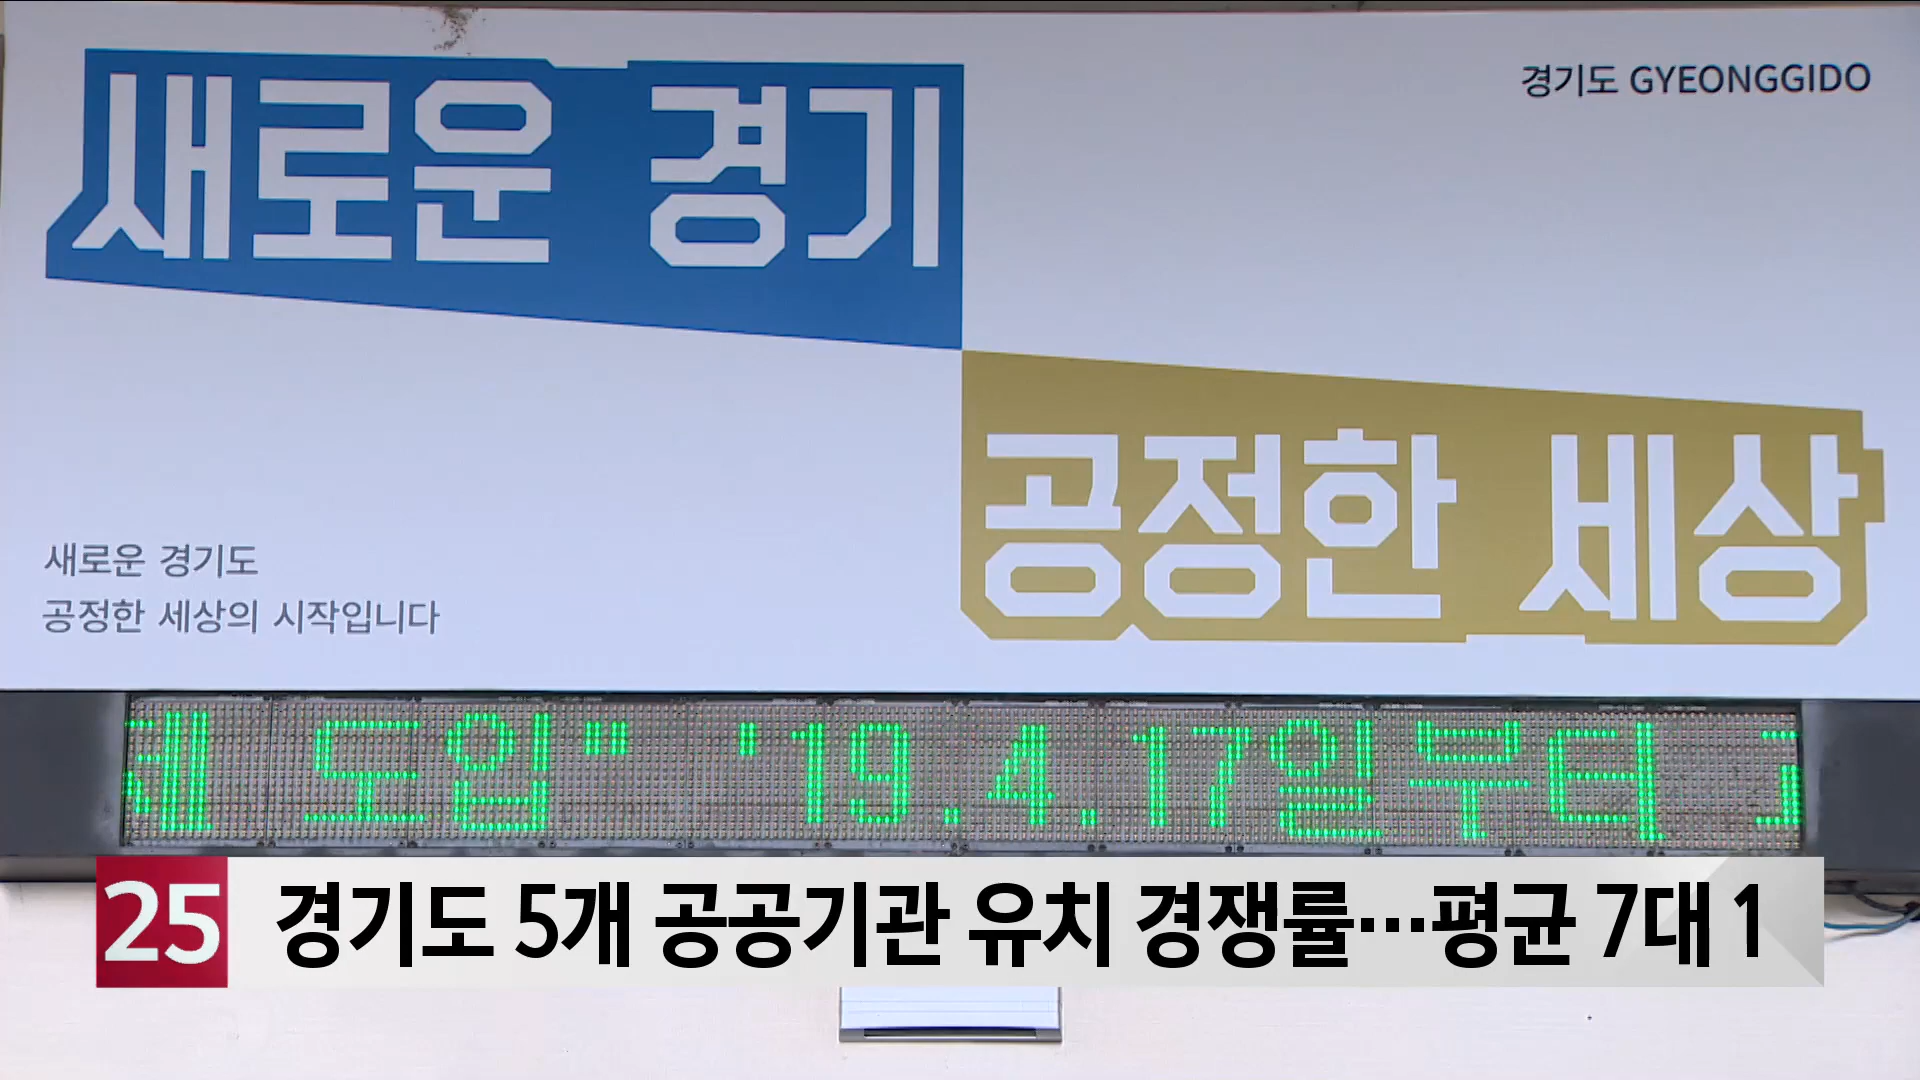 새로운 경기
경기도 GYEONGGIDO
공정한 세상
새로운 경기도
공정한 세상의 시작입니다
제 도입" '19.4.17일부터
25 경기도 5개 공공기관 유치 경쟁률…평균 7대 1